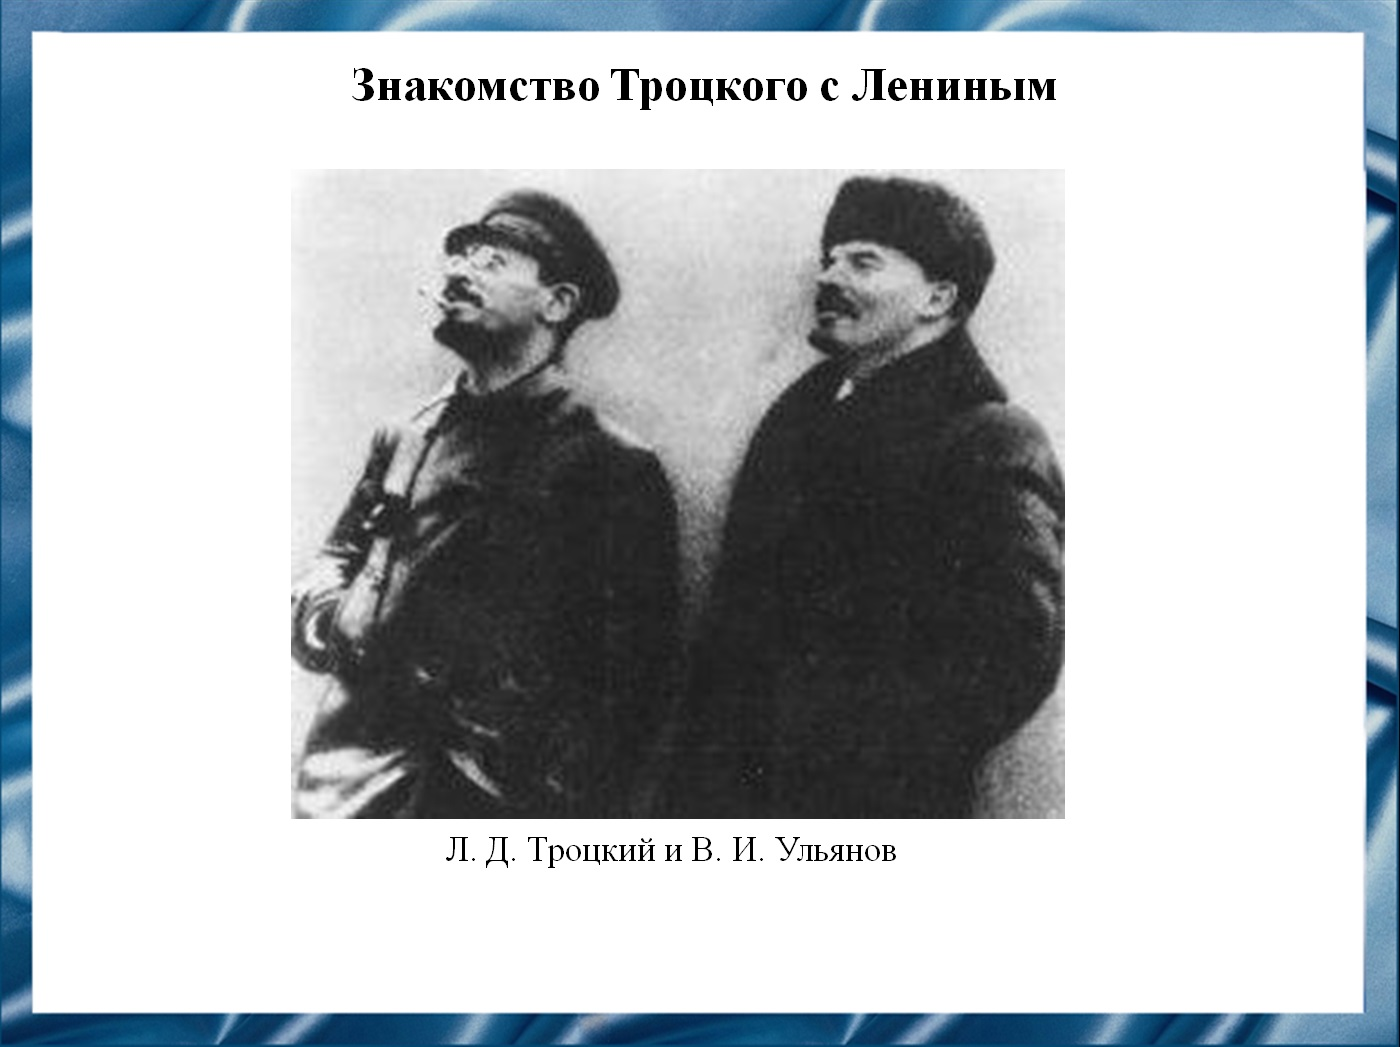 Знакомство Троцкого с Лениным
Л. Д. Троцкий и В. И. Ульянов